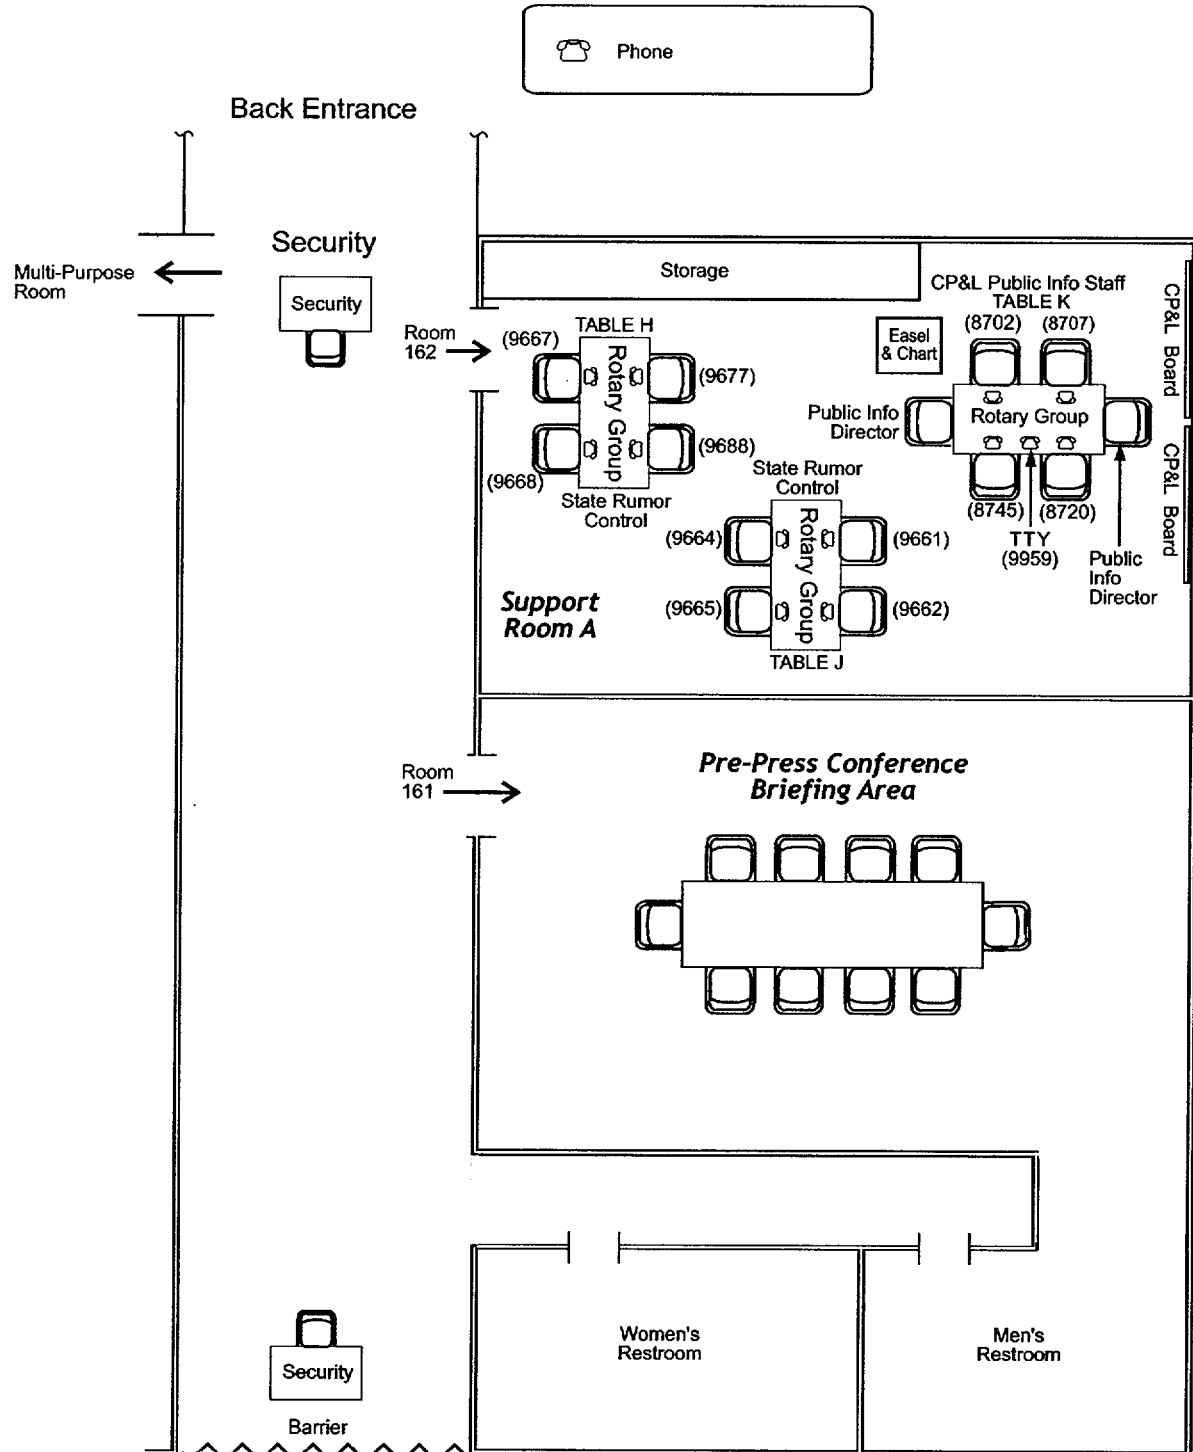 Phone
Back Entrance
Security
Multi-Purpose
Room
Security
Room
162
Storage
CP&L Public Info Staff
TABLE K
(8702) (8707)
Easel
& Chart
CP&L Board
CP&L Board
TABLE H
(9667)
(9677)
Rotary Group
(9688)
(9668)
State Rumor
Control
Public Info
Director
Rotary Group
(8745) (8720)
TTY
(9959)
Public
Info
Director
State Rumor
Control
(9664)
(9661)
Rotary Group
(9665)
(9662)
TABLE J
Support
Room A
Room
161
Pre-Press Conference
Briefing Area
Women's
Restroom
Men's
Restroom
Security
Barrier